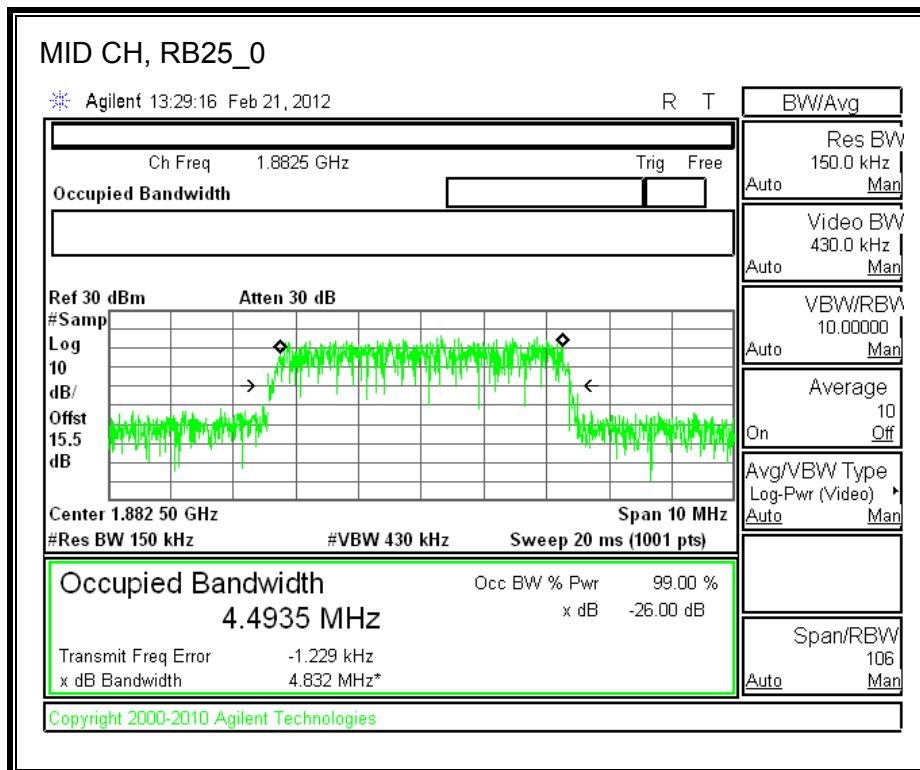 MID CH, RB25_0
Agilent 13:29:16 Feb 21, 2012 R T
Ch Freq 1.8825 GHz Trig Free
Occupied Bandwidth
Ref 30 dBm Atten 30 dB
#Samp
Log
10
dB/
Offst
15.5
dB
Center 1.882 50 GHz Span 10 MHz
#Res BW 150 kHz #VBW 430 kHz Sweep 20 ms (1001 pts)
Occupied Bandwidth
4.4935 MHz
Occ BW % Pwr 99.00 %
x dB -26.00 dB
Transmit Freq Error -1.229 kHz
x dB Bandwidth 4.832 MHz*
Copyright 2000-2010 Agilent Technologies
BW/Avg
Res BW
150.0 kHz
Auto Man
Video BW
430.0 kHz
Auto Man
VBW/RBW
10.00000
Auto Man
Average
10
On Off
Avg/VBW Type
Log-Pwr (Video)
Auto Man
Span/RBW
106
Auto Man